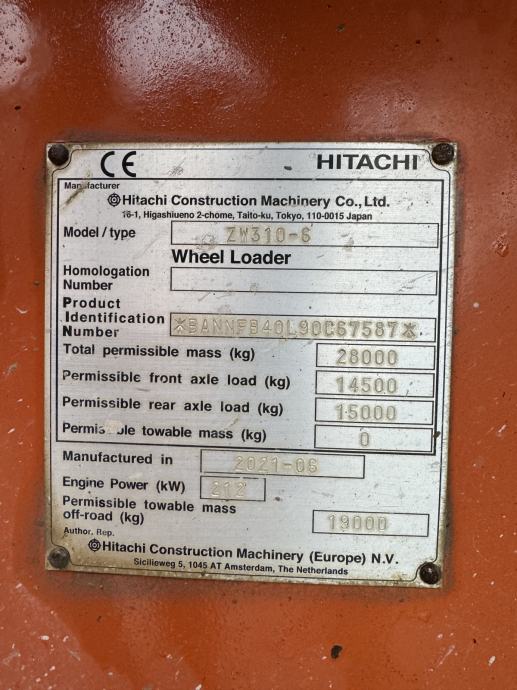 CE HITACHI
Manufacturer
Hitachi Construction Machinery Co., Ltd.
16-1, Higashiueno 2-chome, Taito-ku, Tokyo, 110-0015 Japan
Model / type ZW310-6
Wheel Loader
Homologation
Number
Product
Identification
Number *BANNFB40L90C67587*
Total permissible mass (kg) 28000
Permissible front axle load (kg) 14500
Permissible rear axle load (kg) 15000
Permissible towable mass (kg) 0
Manufactured in 2021-06
Engine Power (kW) 212
Permissible towable mass
off-road (kg) 19000
Author. Rep.
Hitachi Construction Machinery (Europe) N.V.
Sicilieweg 5, 1045 AT Amsterdam, The Netherlands